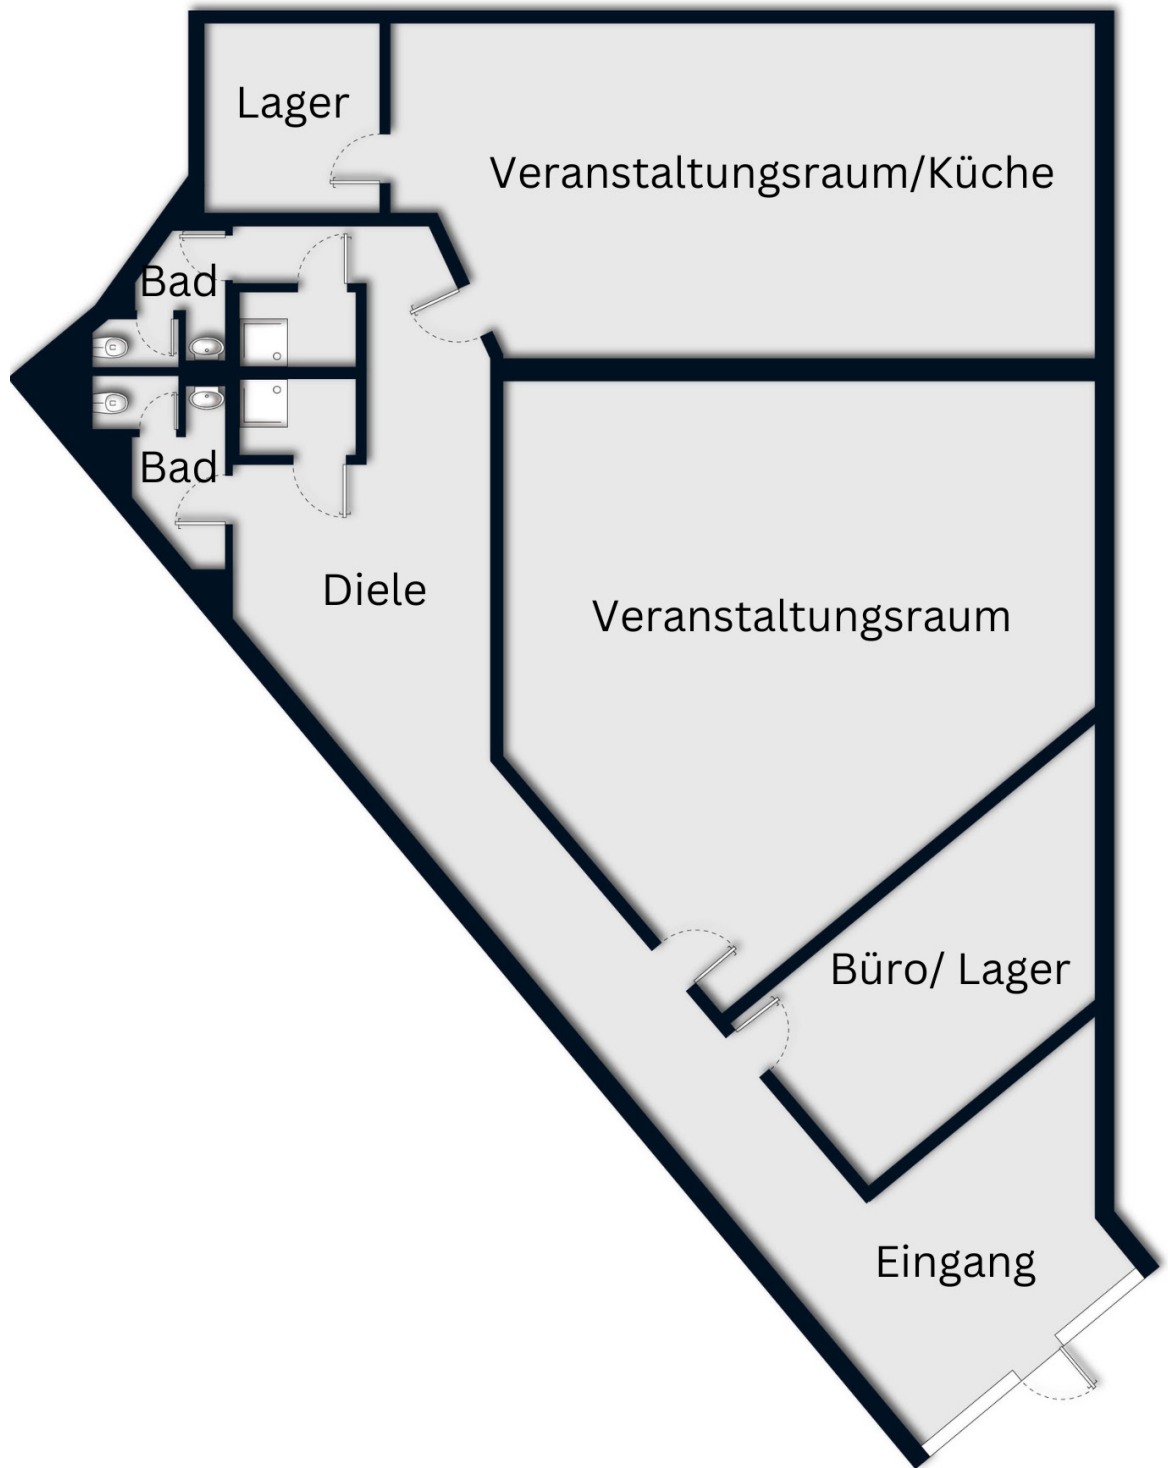 Lager
Veranstaltungsraum/Küche
Bad
Bad
Diele
Veranstaltungsraum
Büro/ Lager
Eingang